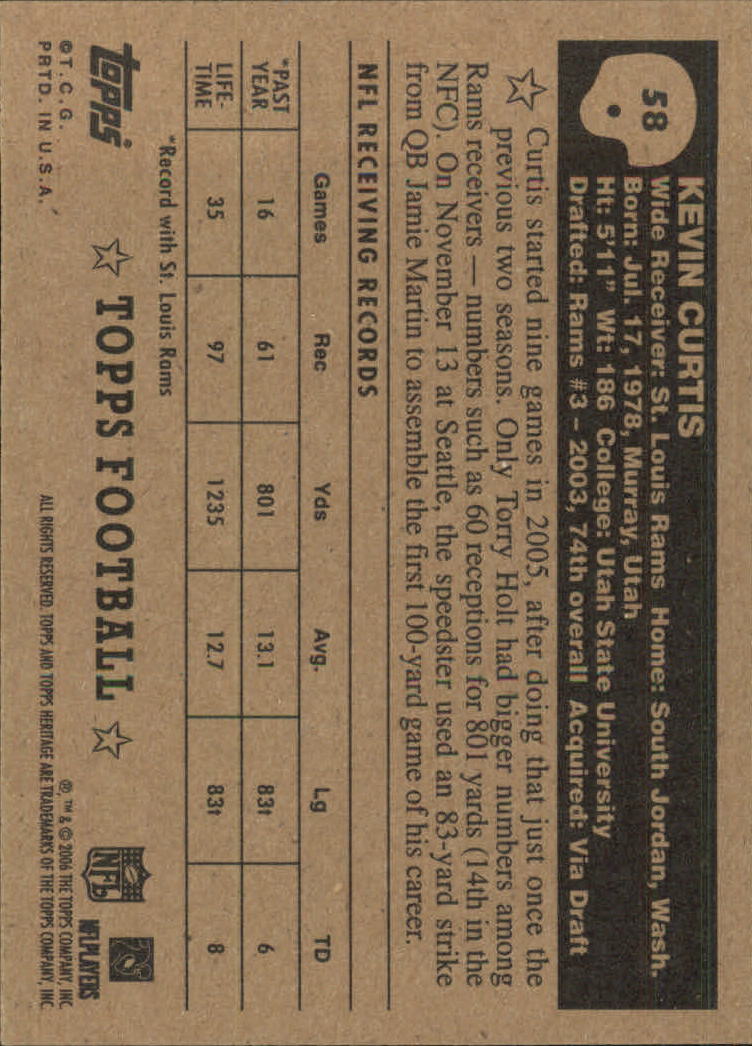 58
KEVIN CURTIS
Wide Receiver: St. Louis Rams Home: South Jordan, Wash.
Born: Jul. 17, 1978, Murray, Utah
Ht: 5'11" Wt: 186 College: Utah State University
Drafted: Rams #3 – 2003, 74th overall Acquired: Via Draft
Curtis started nine games in 2005, after doing that just once the
previous two seasons. Only Torry Holt had bigger numbers among
Rams receivers — numbers such as 60 receptions for 801 yards (14th in the
NFC). On November 13 at Seattle, the speedster used an 83-yard strike
from QB Jamie Martin to assemble the first 100-yard game of his career.
NFL RECEIVING RECORDS
Games Rec Yds Avg. Lg TD
*PAST YEAR 16 61 801 13.1 83t 6
LIFE-TIME 35 97 1235 12.7 83t 8
*Record with St. Louis Rams
topps
☆ TOPPS FOOTBALL ☆
NFL
NFL PLAYERS
©T.C.G.
PRTD. IN U.S.A.
®, ™ & © 2006 THE TOPPS COMPANY, INC
ALL RIGHTS RESERVED. TOPPS AND TOPPS HERITAGE ARE TRADEMARKS OF THE TOPPS COMPANY, INC